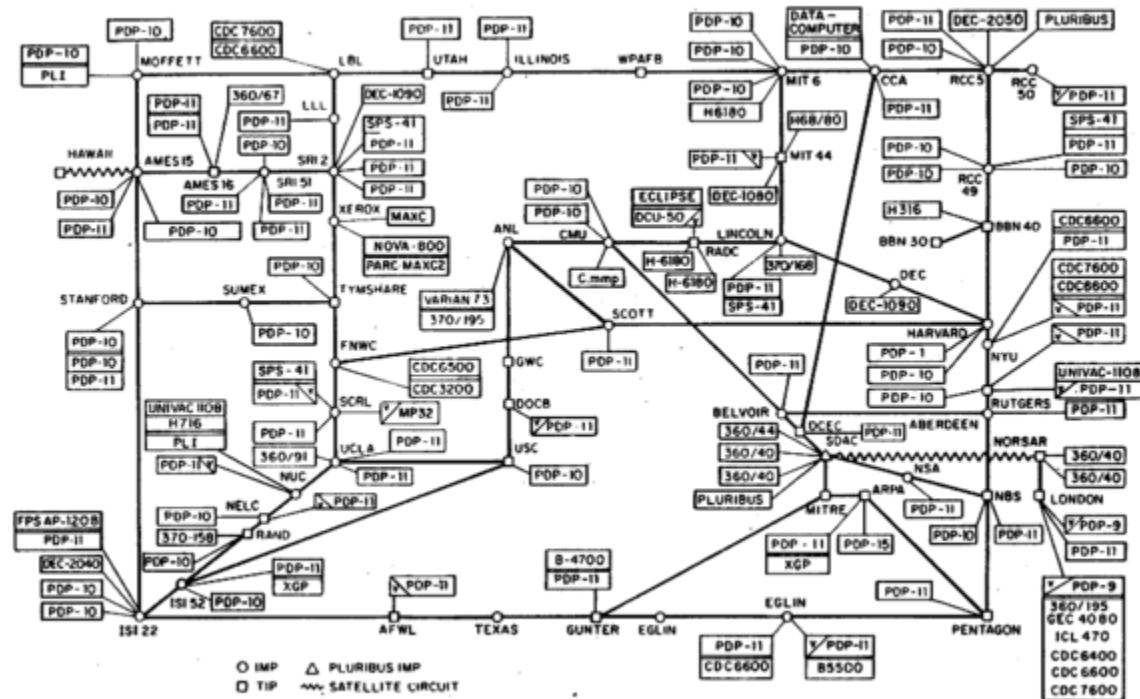 PDP-10
PLI
PDP-10
MOFFETT
CDC7600
CDC6600
LBL
PDP-11
UTAH
PDP-11
ILLINOIS
PDP-11
WPAFB
PDP-10
PDP-10
PDP-10
H6180
MIT 6
DATA-
COMPUTER
PDP-10
CCA
PDP-11
PDP-11
PDP-10
DEC-2050
PLURIBUS
RCC5
RCC
50
PDP-11
HAWAII
PDP-11
PDP-11
360/67
LLL
PDP-11
DEC-1090
SPS-41
PDP-11
PDP-11
PDP-11
AMES15
AMES16
PDP-10
SRI 51
SRI 2
PDP-10
PDP-11
PDP-10
PDP-11
PDP-11
PDP-11
XEROX
MAXC
NOVA-800
PARC-MAXC2
H68/80
PDP-11
MIT 44
DEC-1080
SPS-41
PDP-11
PDP-10
PDP-10
PDP-10
RCC
49
H316
BBN 40
BBN 30
PDP-10
PDP-10
ECLIPSE
DCU-50
ANL
CMU
C.mmp
H-6180
H-6180
RADC
LINCOLN
370/168
PDP-11
SPS-41
DEC
DEC-1090
CDC6600
PDP-11
CDC7600
CDC6600
PDP-11
PDP-11
STANFORD
SUMEX
PDP-10
TYMSHARE
PDP-10
PDP-10
PDP-10
PDP-11
VARIAN 73
370/195
SCOTT
PDP-11
HARVARD
PDP-1
PDP-10
PDP-10
NYU
FNWC
CDC6500
CDC3200
GWC
SPS-41
PDP-11
SCRL
MP32
PDP-11
DOCB
PDP-11
PDP-11
BELVOIR
DCEC
PDP-11
ABERDEEN
UNIVAC-1108
PDP-11
RUTGERS
PDP-11
UNIVAC 1108
H716
PLI
PDP-11
360/91
UCLA
PDP-11
PDP-11
USC
PDP-10
360/44
360/40
360/40
PLURIBUS
SDAC
NORSAR
360/40
360/40
NUC
NELC
PDP-11
PDP-10
370-158
RAND
PDP-10
NSA
PDP-11
MITRE
ARPA
PDP-11
XGP
PDP-15
NBS
PDP-10
PDP-11
LONDON
PDP-9
PDP-11
FPS AP-120B
PDP-11
DEC-2040
PDP-10
PDP-10
ISI 22
ISI 52
PDP-11
XGP
PDP-10
PDP-11
AFWL
TEXAS
B-4700
PDP-11
GUNTER
EGLIN
EGLIN
PDP-11
CDC6600
PDP-11
B5500
PDP-11
PENTAGON
PDP-9
360/195
GEC 4080
ICL 470
CDC6400
CDC6600
CDC7600
IMP
PLURIBUS IMP
TIP
SATELLITE CIRCUIT